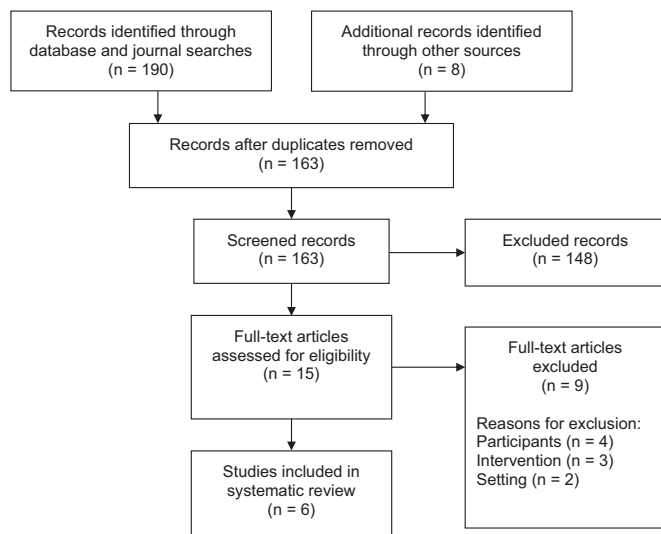 Records identified through
database and journal searches
(n = 190)
Additional records identified
through other sources
(n = 8)
Records after duplicates removed
(n = 163)
Screened records
(n = 163)
Excluded records
(n = 148)
Full-text articles
assessed for eligibility
(n = 15)
Full-text articles
excluded
(n = 9)
Reasons for exclusion:
Participants (n = 4)
Intervention (n = 3)
Setting (n = 2)
Studies included in
systematic review
(n = 6)